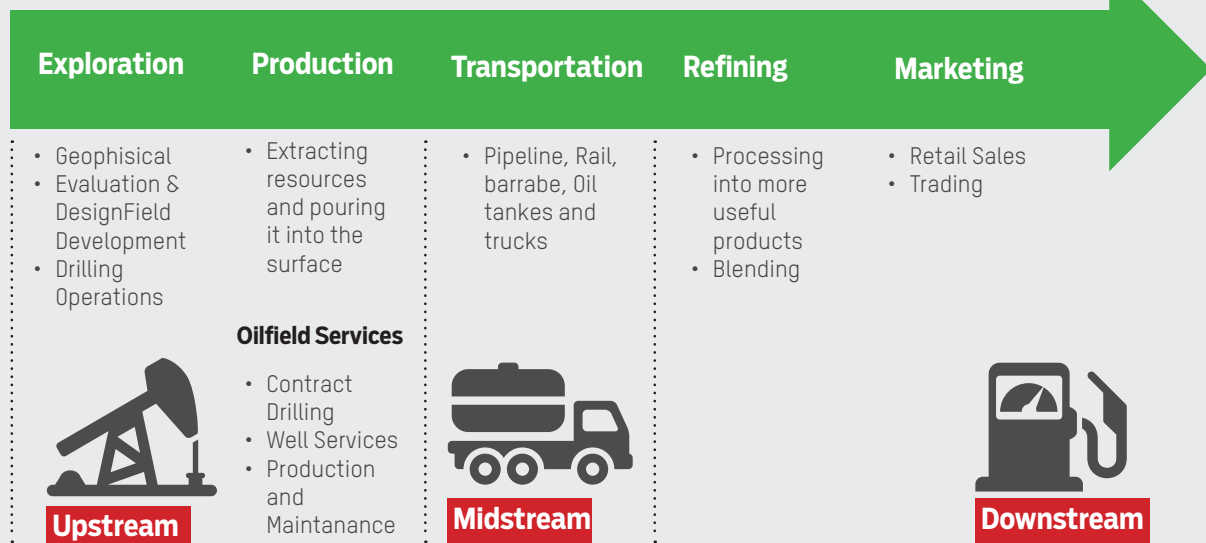 Exploration
Production
Transportation
Refining
Marketing
• Geophisical
• Evaluation &
DesignField
Development
• Drilling
Operations
• Extracting
resources
and pouring
it into the
surface
Oilfield Services
• Contract
Drilling
• Well Services
• Production
and
Maintanance
• Pipeline, Rail,
barrabe, Oil
tankes and
trucks
• Processing
into more
useful
products
• Blending
• Retail Sales
• Trading
Upstream
Midstream
Downstream